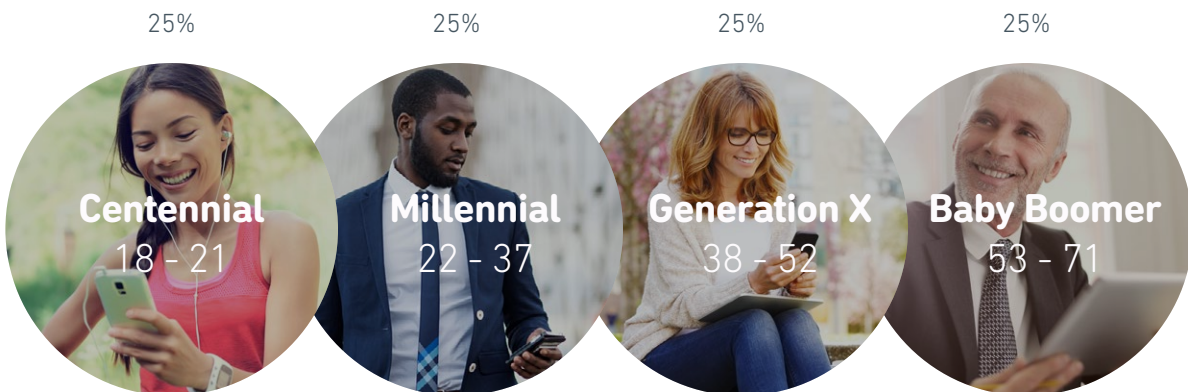 25% 25% 25% 25%
Centennial Millennial Generation X Baby Boomer
18 - 21 22 - 37 38 - 52 53 - 71